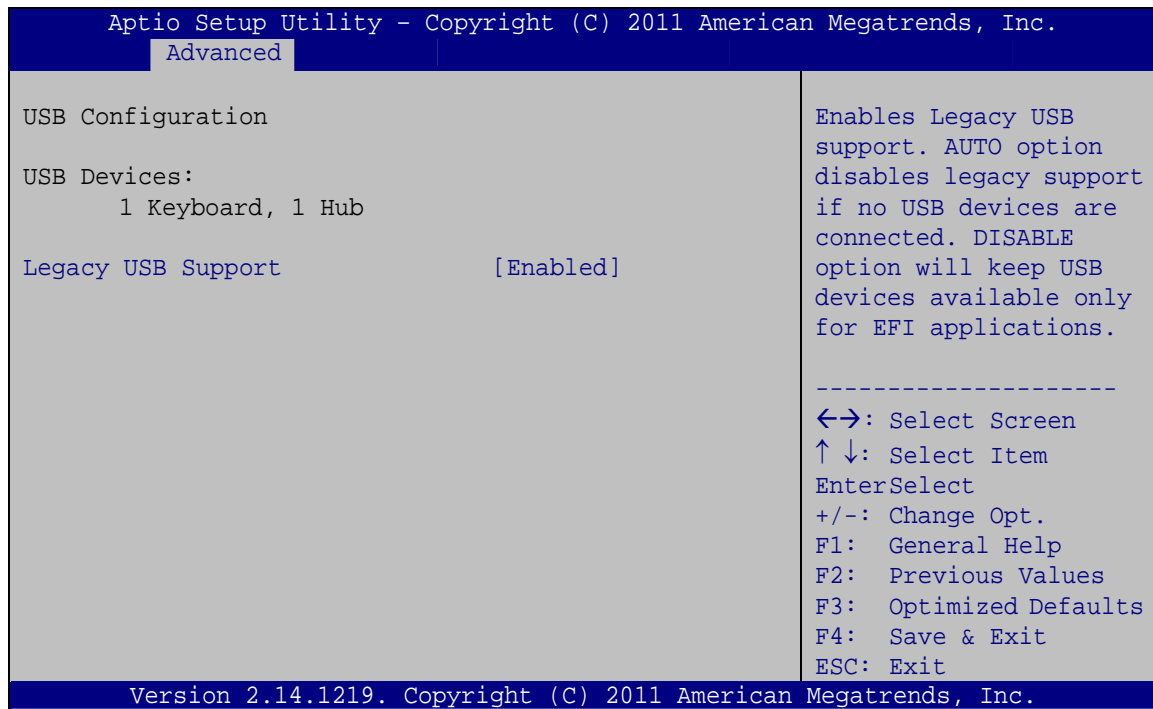 Aptio Setup Utility – Copyright (C) 2011 American Megatrends, Inc.
Advanced
USB Configuration
USB Devices:
1 Keyboard, 1 Hub
Legacy USB Support [Enabled]
Enables Legacy USB
support. AUTO option
disables legacy support
if no USB devices are
connected. DISABLE
option will keep USB
devices available only
for EFI applications.
---------------------
←→: Select Screen
↑ ↓: Select Item
EnterSelect
+/-: Change Opt.
F1: General Help
F2: Previous Values
F3: Optimized Defaults
F4: Save & Exit
ESC: Exit
Version 2.14.1219. Copyright (C) 2011 American Megatrends, Inc.